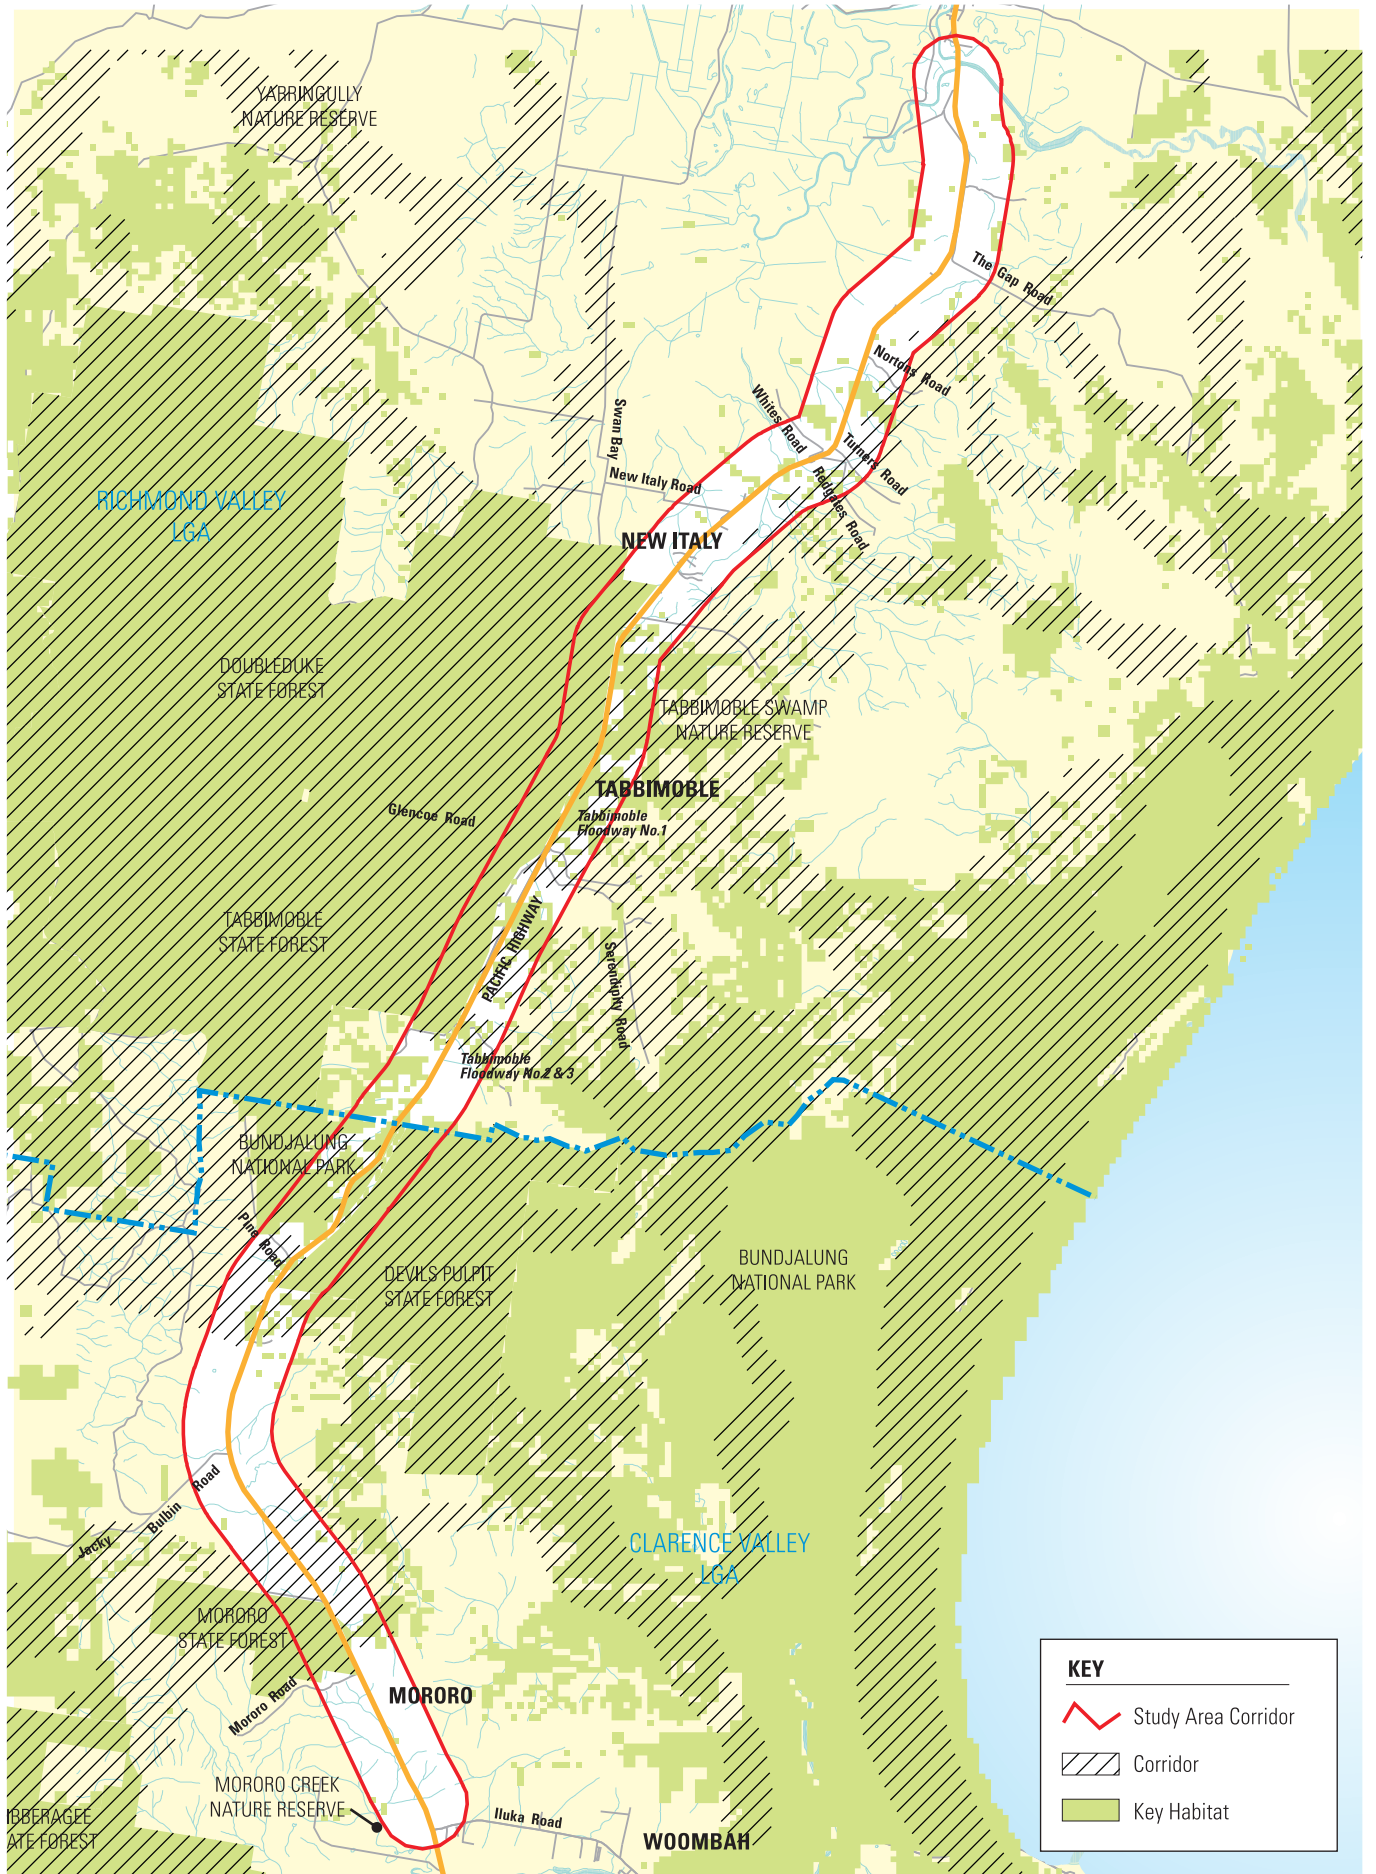 YARRINGULLY
NATURE RESERVE
The Gap Road
Nortons Road
Whites Road
Swan Bay
Turners Road
New Italy Road
Redgates Road
RICHMOND VALLEY
LGA
NEW ITALY
DOUBLEDUKE
STATE FOREST
TABBIMOBLE SWAMP
NATURE RESERVE
TABBIMOBLE
Glencoe Road
Tabbimoble
Floodway No.1
TABBIMOBLE
STATE FOREST
PACIFIC HIGHWAY
Serendipity Road
Tabbimoble
Floodway No.2 & 3
BUNDJALUNG
NATIONAL PARK
Pine Road
DEVILS PULPIT
STATE FOREST
BUNDJALUNG
NATIONAL PARK
Jacky Bulbin Road
CLARENCE VALLEY
LGA
MORORO
STATE FOREST
Mororo Road
MORORO
MORORO CREEK
NATURE RESERVE
Iluka Road
WOOMBAH
IBBERAGEE
ATE FOREST
KEY
Study Area Corridor
Corridor
Key Habitat